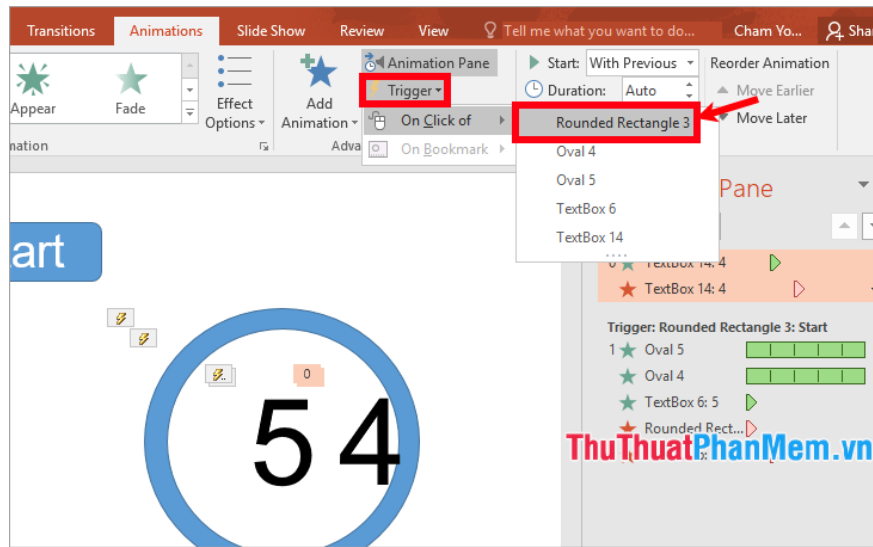 Transitions Animations Slide Show Review View Tell me what you want to do... Cham Yo... Shar
Animation Pane Start: With Previous Reorder Animation
Trigger Duration: Auto Move Earlier
Appear Fade Effect Options Add Animation On Click of Rounded Rectangle 3 Move Later
mation Adva On Bookmark Oval 4
Oval 5
TextBox 6
TextBox 14
Pane
art
0 TextBox 14: 4
TextBox 14: 4
Trigger: Rounded Rectangle 3: Start
1 Oval 5
Oval 4
TextBox 6: 5
Rounded Rect...
ThuThuatPhanMem.vn
0
5 4